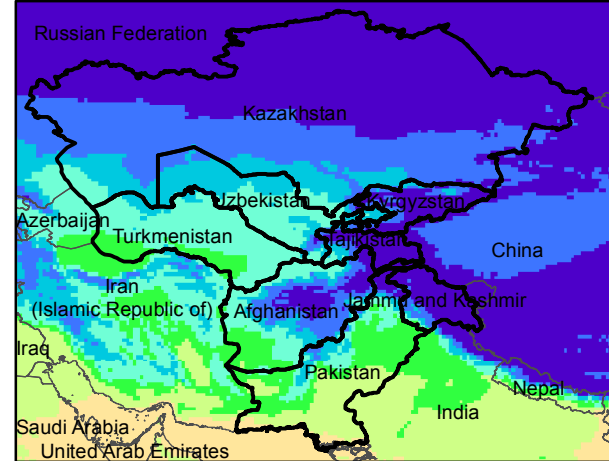 Russian Federation
Kazakhstan
Uzbekistan
Kyrgyzstan
Azerbaijan
Turkmenistan
Tajikistan
China
Iran
(Islamic Republic of)
Afghanistan
Jammu and Kashmir
Iraq
Pakistan
Nepal
India
Saudi Arabia
United Arab Emirates